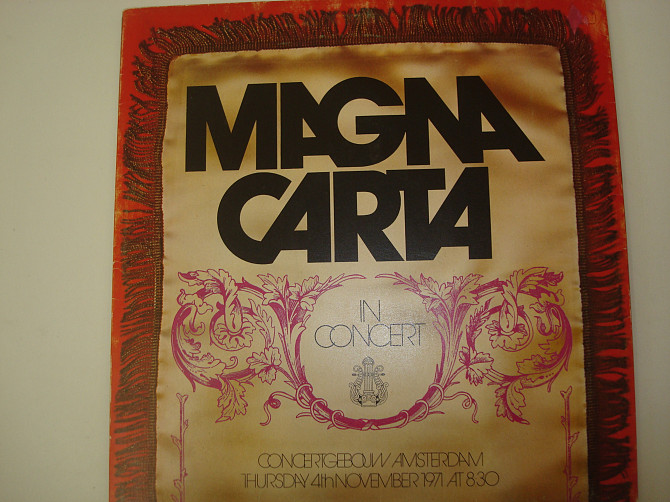 MAGNA
CARTA
IN
CONCERT
CONCERTGEBOUW AMSTERDAM
THURSDAY 4th NOVEMBER 1971 AT 8.30